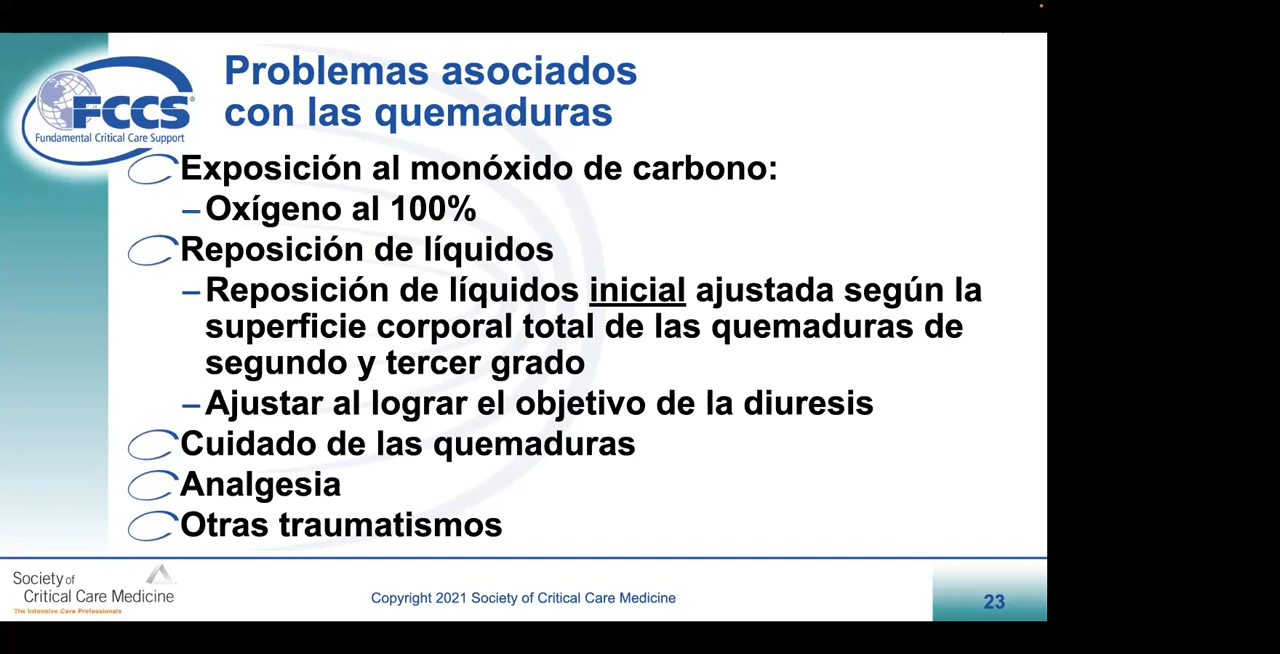 Problemas asociados
con las quemaduras
FCCS®
Fundamental Critical Care Support
Exposición al monóxido de carbono:
–Oxígeno al 100%
Reposición de líquidos
–Reposición de líquidos inicial ajustada según la
superficie corporal total de las quemaduras de
segundo y tercer grado
–Ajustar al lograr el objetivo de la diuresis
Cuidado de las quemaduras
Analgesia
Otras traumatismos
Society of
Critical Care Medicine
The Intensive Care Professionals
Copyright 2021 Society of Critical Care Medicine
23